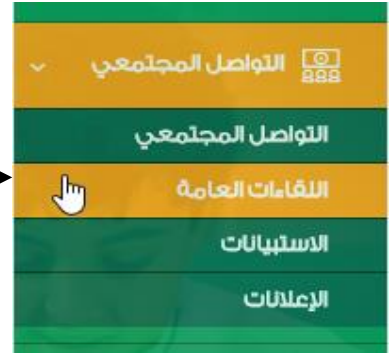 التواصل المجتمعي
التواصل المجتمعي
اللقاءات العامة
الاستبيانات
الإعلانات